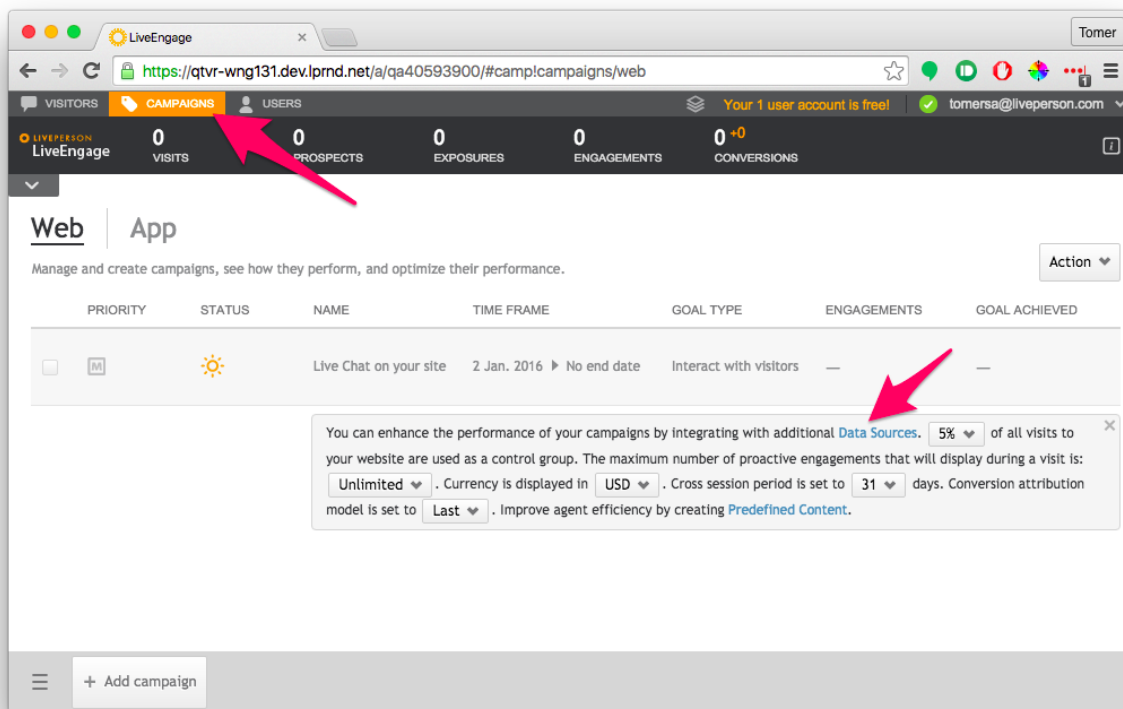 LiveEngage
Tomer
https://qtvr-wng131.dev.lprnd.net/a/qa40593900/#camp!campaigns/web
1
VISITORS CAMPAIGNS USERS Your 1 user account is free! tomersa@liveperson.com
LIVEPERSON
LiveEngage
0 0 0 0 0 +0
VISITS PROSPECTS EXPOSURES ENGAGEMENTS CONVERSIONS
i
Web App
Manage and create campaigns, see how they perform, and optimize their performance.
Action
PRIORITY STATUS NAME TIME FRAME GOAL TYPE ENGAGEMENTS GOAL ACHIEVED
M Live Chat on your site 2 Jan. 2016 No end date Interact with visitors — —
You can enhance the performance of your campaigns by integrating with additional Data Sources. 5% of all visits to
your website are used as a control group. The maximum number of proactive engagements that will display during a visit is:
Unlimited . Currency is displayed in USD . Cross session period is set to 31 days. Conversion attribution
model is set to Last . Improve agent efficiency by creating Predefined Content.
+ Add campaign